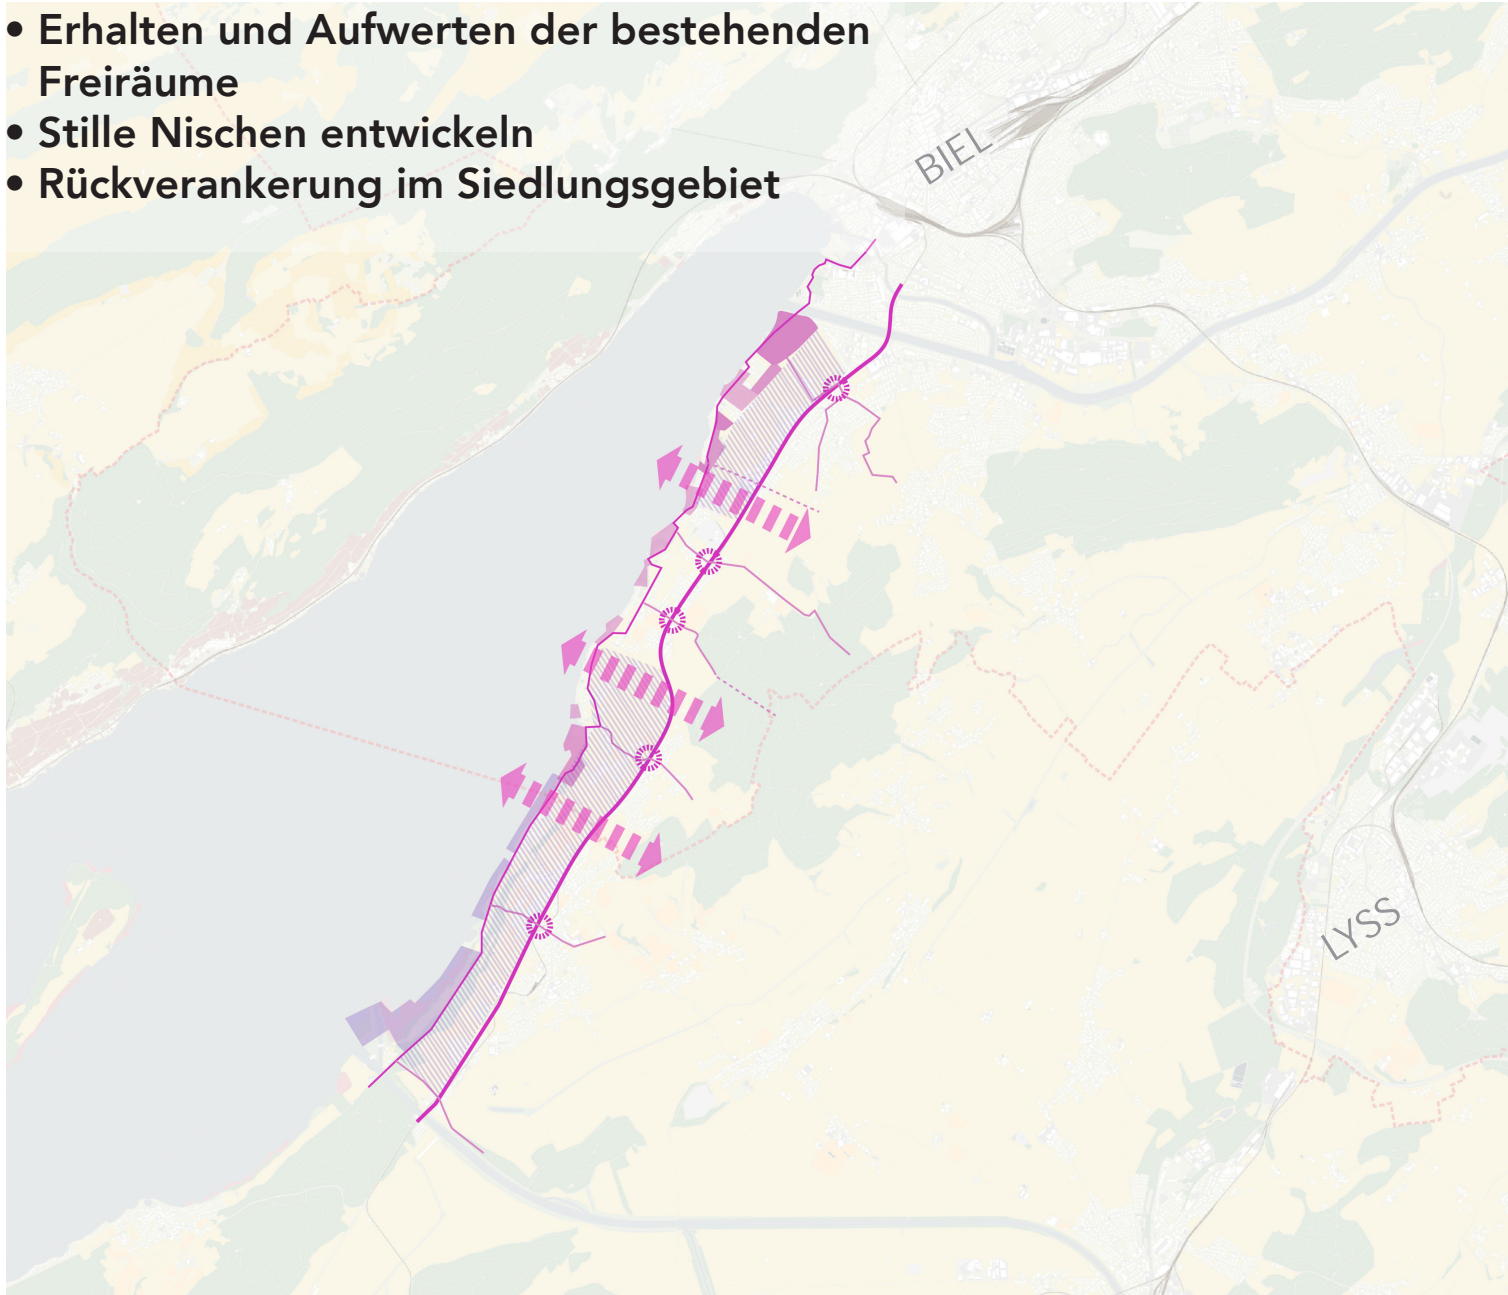 • Erhalten und Aufwerten der bestehenden
Freiräume
• Stille Nischen entwickeln
• Rückverankerung im Siedlungsgebiet
BIEL
LYSS